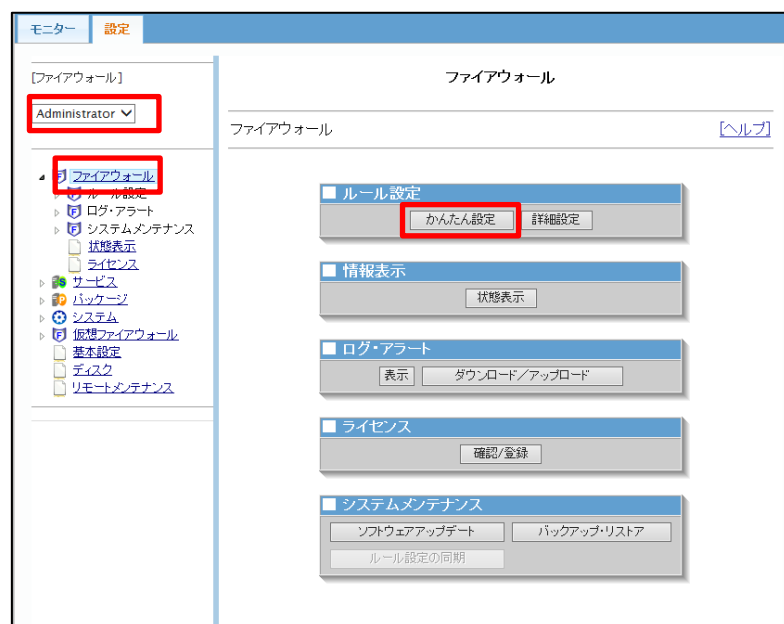 モニター 設定
[ファイアウォール]
Administrator
ファイアウォール
ルール設定
ログ・アラート
システムメンテナンス
状態表示
ライセンス
サービス
パッケージ
システム
仮想ファイアウォール
基本設定
ディスク
リモートメンテナンス
ファイアウォール
ファイアウォール [ヘルプ]
■ ルール設定
かんたん設定 詳細設定
■ 情報表示
状態表示
■ ログ・アラート
表示 ダウンロード/アップロード
■ ライセンス
確認/登録
■ システムメンテナンス
ソフトウェアアップデート バックアップ・リストア
ルール設定の同期